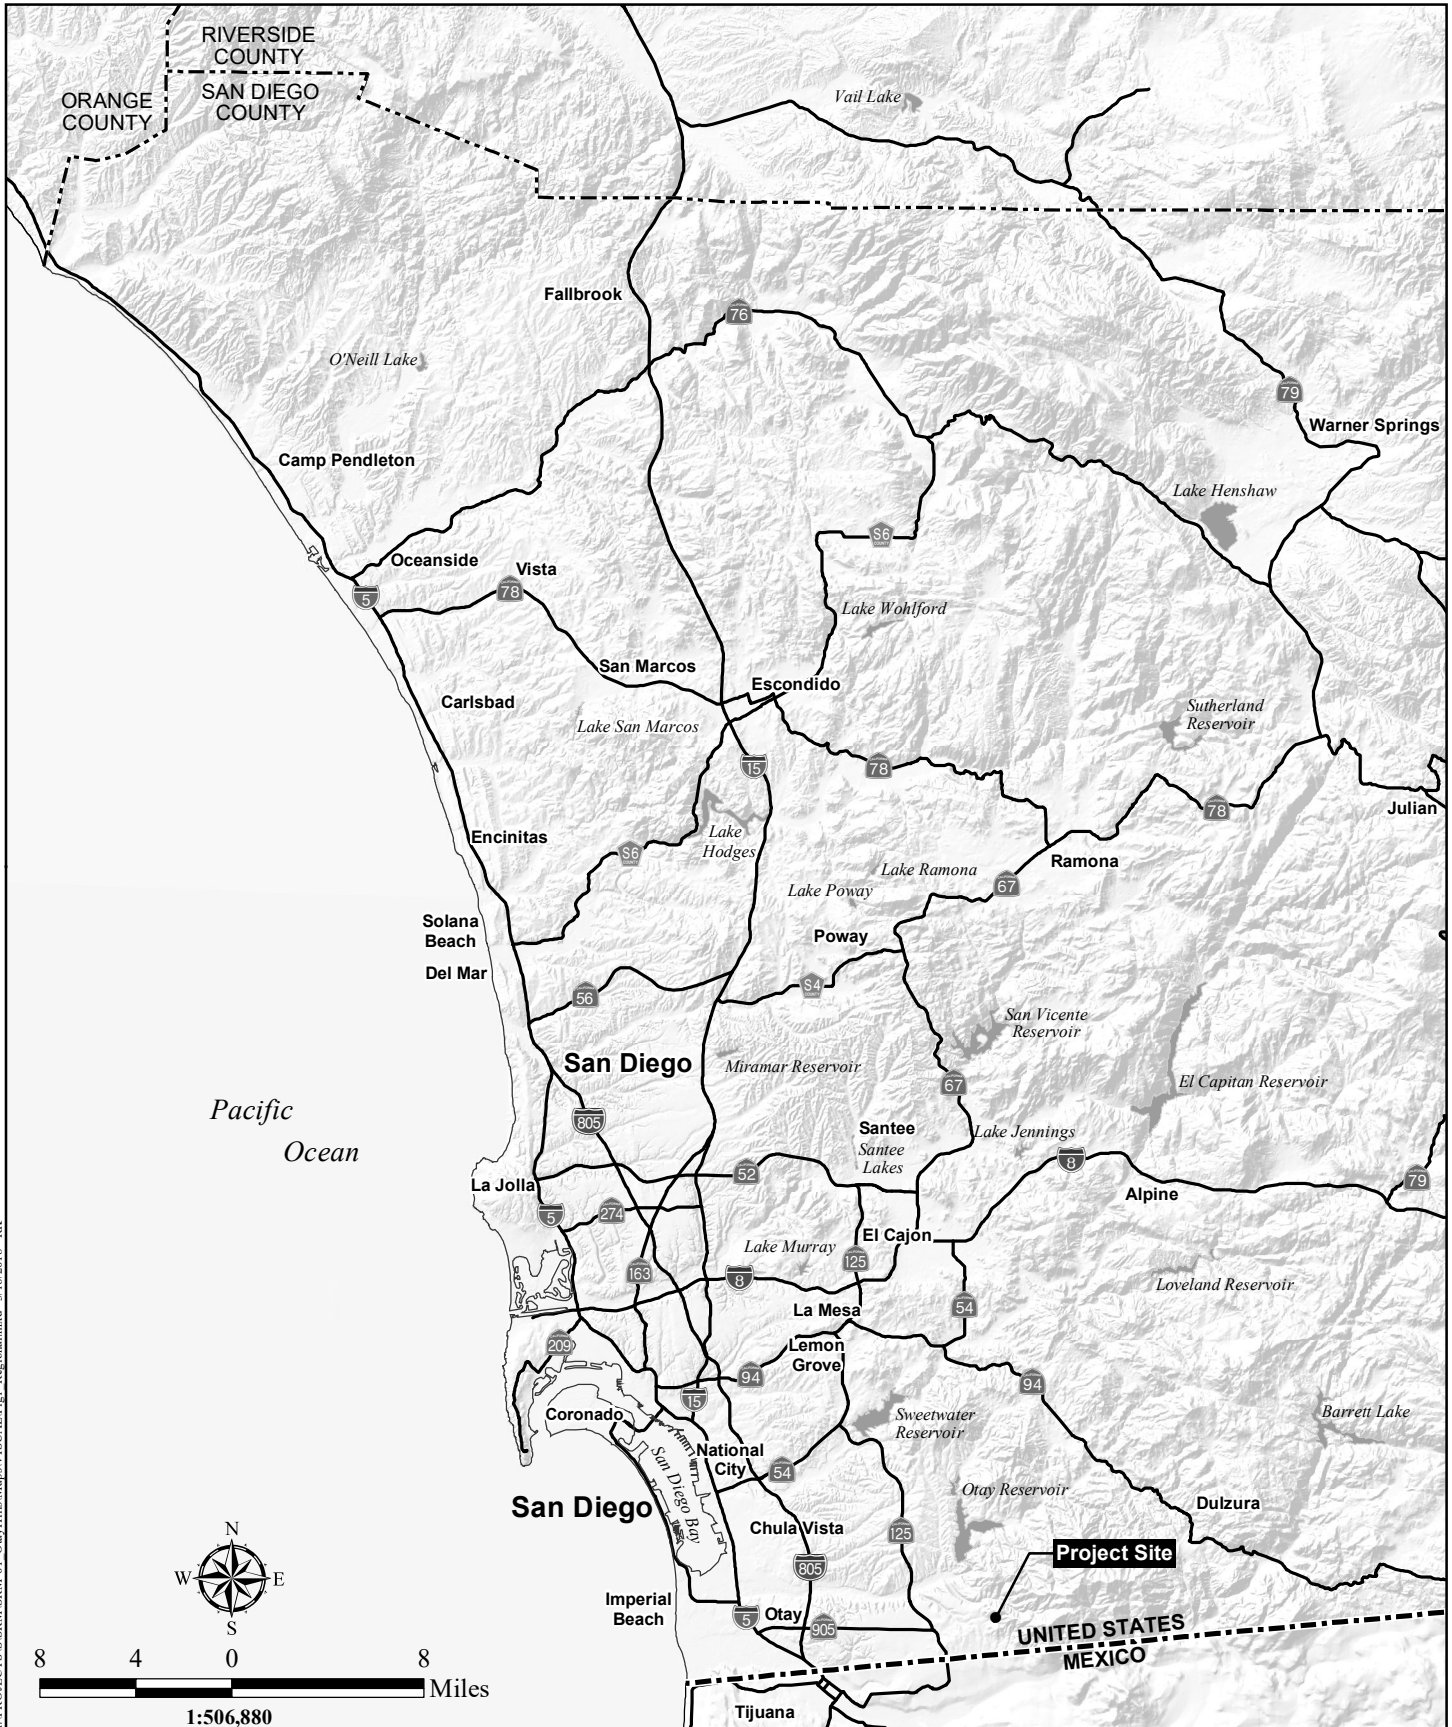 RIVERSIDE
COUNTY
ORANGE
COUNTY
SAN DIEGO
COUNTY
Vail Lake
Fallbrook
76
O'Neill Lake
79
Warner Springs
Camp Pendleton
Lake Henshaw
S6
COUNTY
Oceanside
Vista
5
78
Lake Wohlford
San Marcos
Escondido
Carlsbad
Lake San Marcos
Sutherland
Reservoir
15
78
78
Julian
Encinitas
Lake
Hodges
S6
COUNTY
Ramona
Lake Ramona
67
Lake Poway
Solana
Beach
Poway
Del Mar
56
S4
COUNTY
San Vicente
Reservoir
San Diego
Miramar Reservoir
67
El Capitan Reservoir
Pacific
Ocean
805
Santee
Santee
Lakes
Lake Jennings
8
52
79
La Jolla
Alpine
5
274
El Cajon
Lake Murray
125
163
8
Loveland Reservoir
La Mesa
54
209
Lemon
Grove
94
94
15
Coronado
Sweetwater
Reservoir
Barrett Lake
National
City
54
San Diego Bay
Otay Reservoir
San Diego
Dulzura
Chula Vista
125
Project Site
805
N
W
E
S
Imperial
Beach
5
Otay
905
UNITED STATES
MEXICO
8
4
0
8
Miles
1:506,880
Tijuana